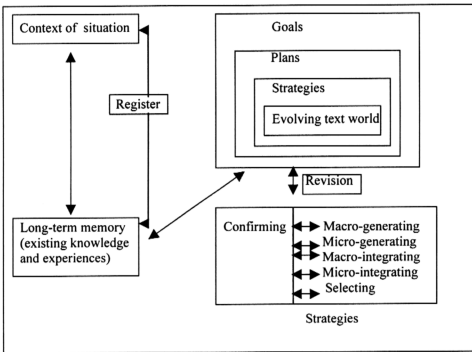 Context of situation
Register
Long-term memory
(existing knowledge
and experiences)
Goals
Plans
Strategies
Evolving text world
Revision
Confirming
Macro-generating
Micro-generating
Macro-integrating
Micro-integrating
Selecting
Strategies